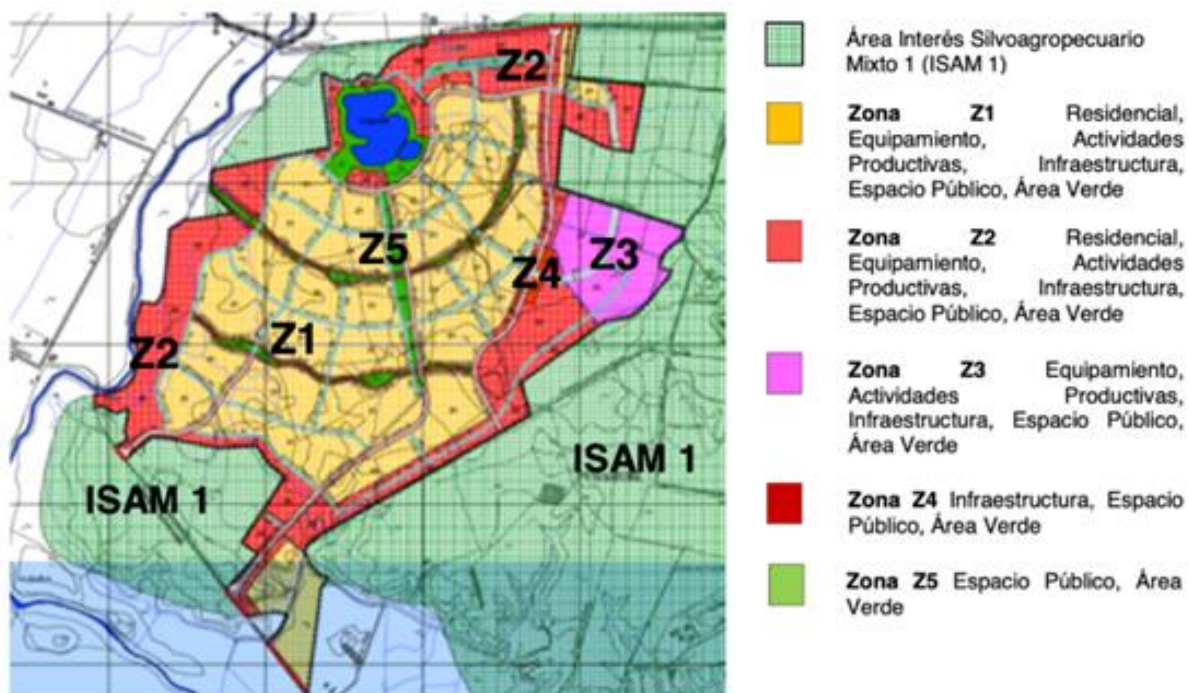 Z2
Z5
Z4
Z3
Z2
Z1
ISAM 1
ISAM 1
Área Interés Silvoagropecuario
Mixto 1 (ISAM 1)
Zona Z1 Residencial,
Equipamiento, Actividades
Productivas, Infraestructura,
Espacio Público, Área Verde
Zona Z2 Residencial,
Equipamiento, Actividades
Productivas, Infraestructura,
Espacio Público, Área Verde
Zona Z3 Equipamiento,
Actividades Productivas,
Infraestructura, Espacio Público,
Área Verde
Zona Z4 Infraestructura, Espacio
Público, Área Verde
Zona Z5 Espacio Público, Área
Verde